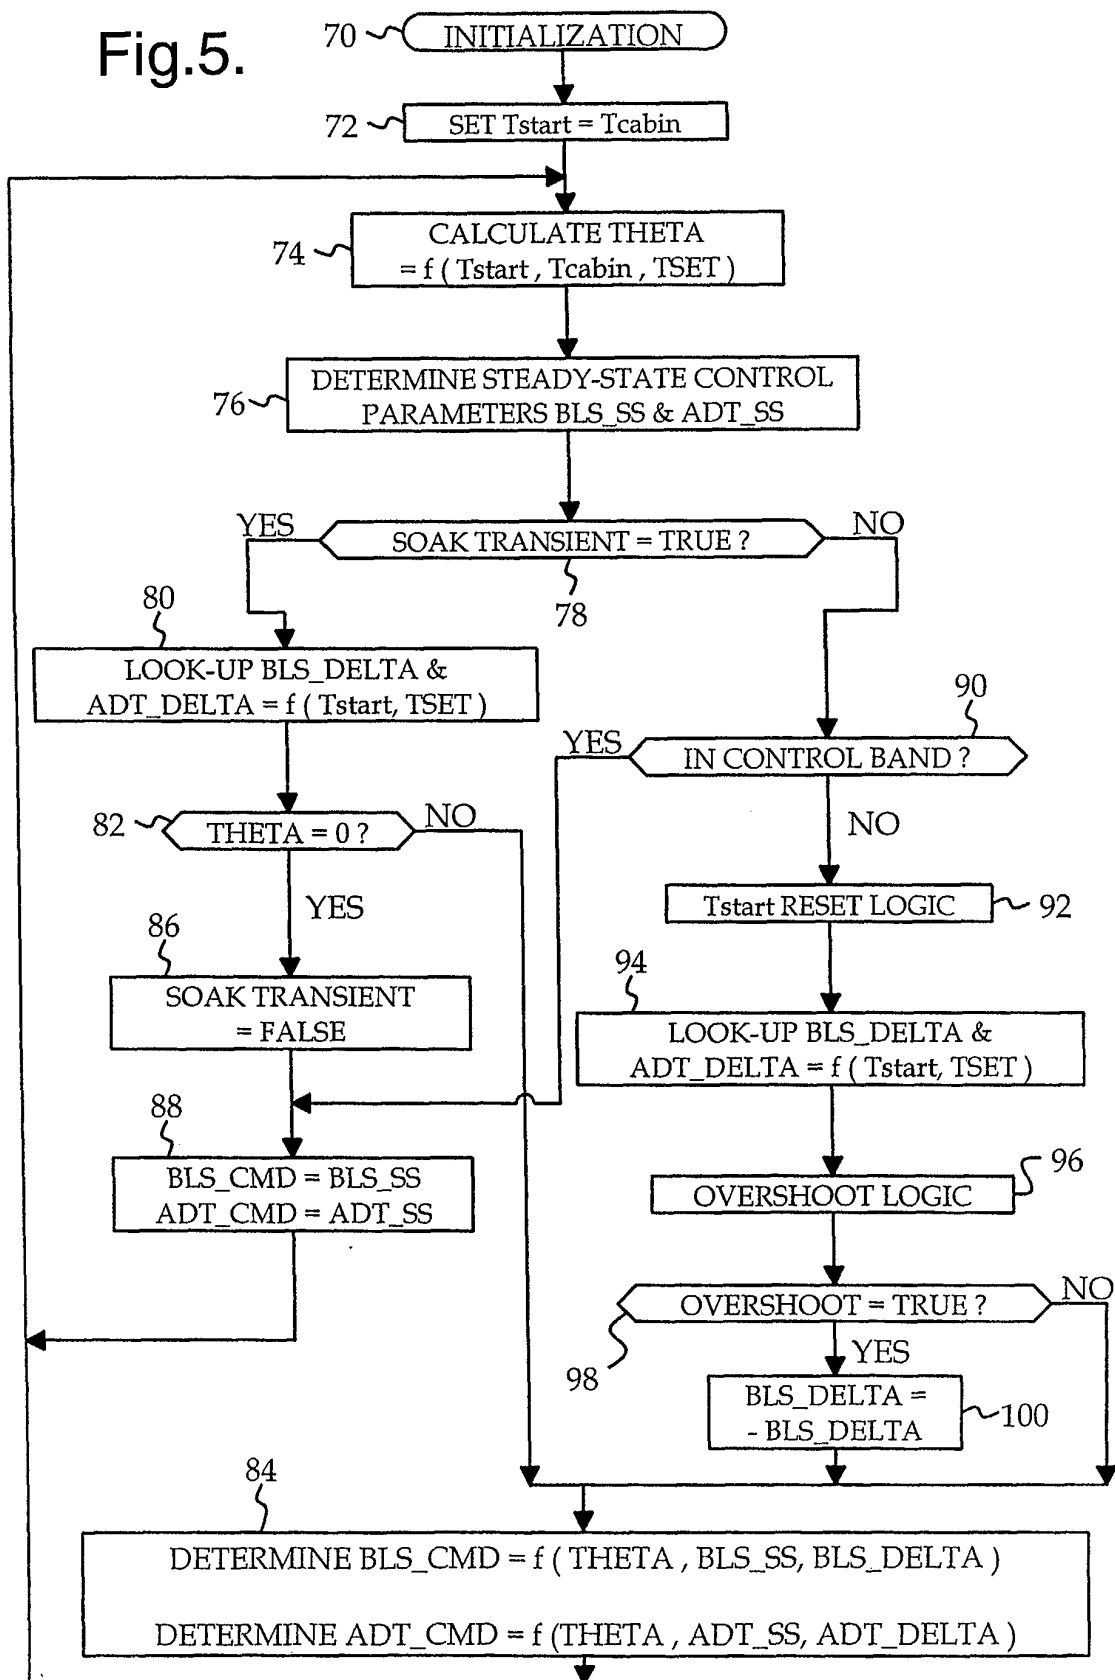 Fig.5.
70 INITIALIZATION
72 SET Tstart = Tcabin
74 CALCULATE THETA
= f ( Tstart , Tcabin , TSET )
76 DETERMINE STEADY-STATE CONTROL
PARAMETERS BLS_SS & ADT_SS
YES SOAK TRANSIENT = TRUE ? NO
78
80
LOOK-UP BLS_DELTA &
ADT_DELTA = f ( Tstart, TSET )
90
YES IN CONTROL BAND ?
82 THETA = 0 ? NO
NO
YES
Tstart RESET LOGIC 92
86
SOAK TRANSIENT
= FALSE
94
LOOK-UP BLS_DELTA &
ADT_DELTA = f ( Tstart, TSET )
88
BLS_CMD = BLS_SS
ADT_CMD = ADT_SS
96
OVERSHOOT LOGIC
OVERSHOOT = TRUE ? NO
98
YES
BLS_DELTA =
- BLS_DELTA
100
84
DETERMINE BLS_CMD = f ( THETA , BLS_SS, BLS_DELTA )
DETERMINE ADT_CMD = f (THETA , ADT_SS, ADT_DELTA )